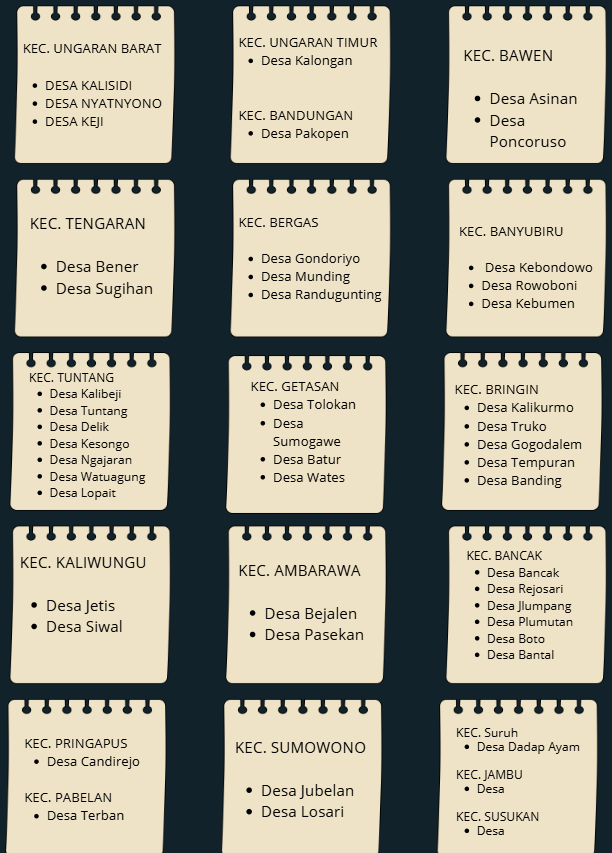 KEC. UNGARAN BARAT
DESA KALISIDI
DESA NYATNYONO
DESA KEJI
KEC. UNGARAN TIMUR
Desa Kalongan
KEC. BANDUNGAN
Desa Pakopen
KEC. BAWEN
Desa Asinan
Desa
Poncoruso
KEC. TENGARAN
Desa Bener
Desa Sugihan
KEC. BERGAS
Desa Gondoriyo
Desa Munding
Desa Randugunting
KEC. BANYUBIRU
Desa Kebondowo
Desa Rowoboni
Desa Kebumen
KEC. TUNTANG
Desa Kalibeji
Desa Tuntang
Desa Delik
Desa Kesongo
Desa Ngajaran
Desa Watuagung
Desa Lopait
KEC. GETASAN
Desa Tolokan
Desa
Sumogawe
Desa Batur
Desa Wates
KEC. BRINGIN
Desa Kalikurmo
Desa Truko
Desa Gogodalem
Desa Tempuran
Desa Banding
KEC. KALIWUNGU
Desa Jetis
Desa Siwal
KEC. AMBARAWA
Desa Bejalen
Desa Pasekan
KEC. BANCAK
Desa Bancak
Desa Rejosari
Desa Jlumpang
Desa Plumutan
Desa Boto
Desa Bantal
KEC. PRINGAPUS
Desa Candirejo
KEC. PABELAN
Desa Terban
KEC. SUMOWONO
Desa Jubelan
Desa Losari
KEC. Suruh
Desa Dadap Ayam
KEC. JAMBU
Desa
KEC. SUSUKAN
Desa